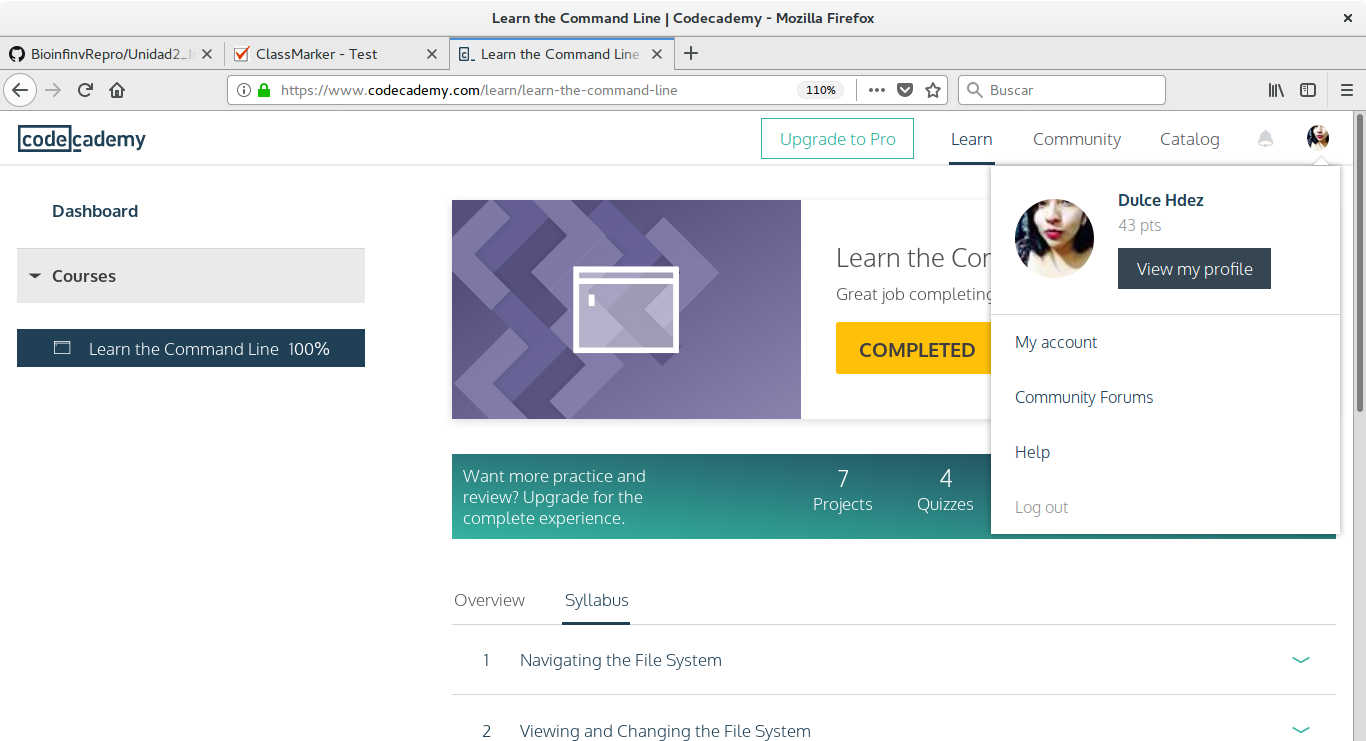 Learn the Command Line | Codecademy - Mozilla Firefox
BioinfinvRepro/Unidad2_I
ClassMarker - Test
Learn the Command Line
https://www.codecademy.com/learn/learn-the-command-line
110%
Buscar
codecademy
Upgrade to Pro
Learn
Community
Catalog
Dashboard
Courses
Learn the Command Line 100%
Learn the Cor
Great job completing
COMPLETED
Dulce Hdez
43 pts
View my profile
My account
Community Forums
Help
Log out
Want more practice and
review? Upgrade for the
complete experience.
7
Projects
4
Quizzes
Overview
Syllabus
1 Navigating the File System
2 Viewing and Changing the File System